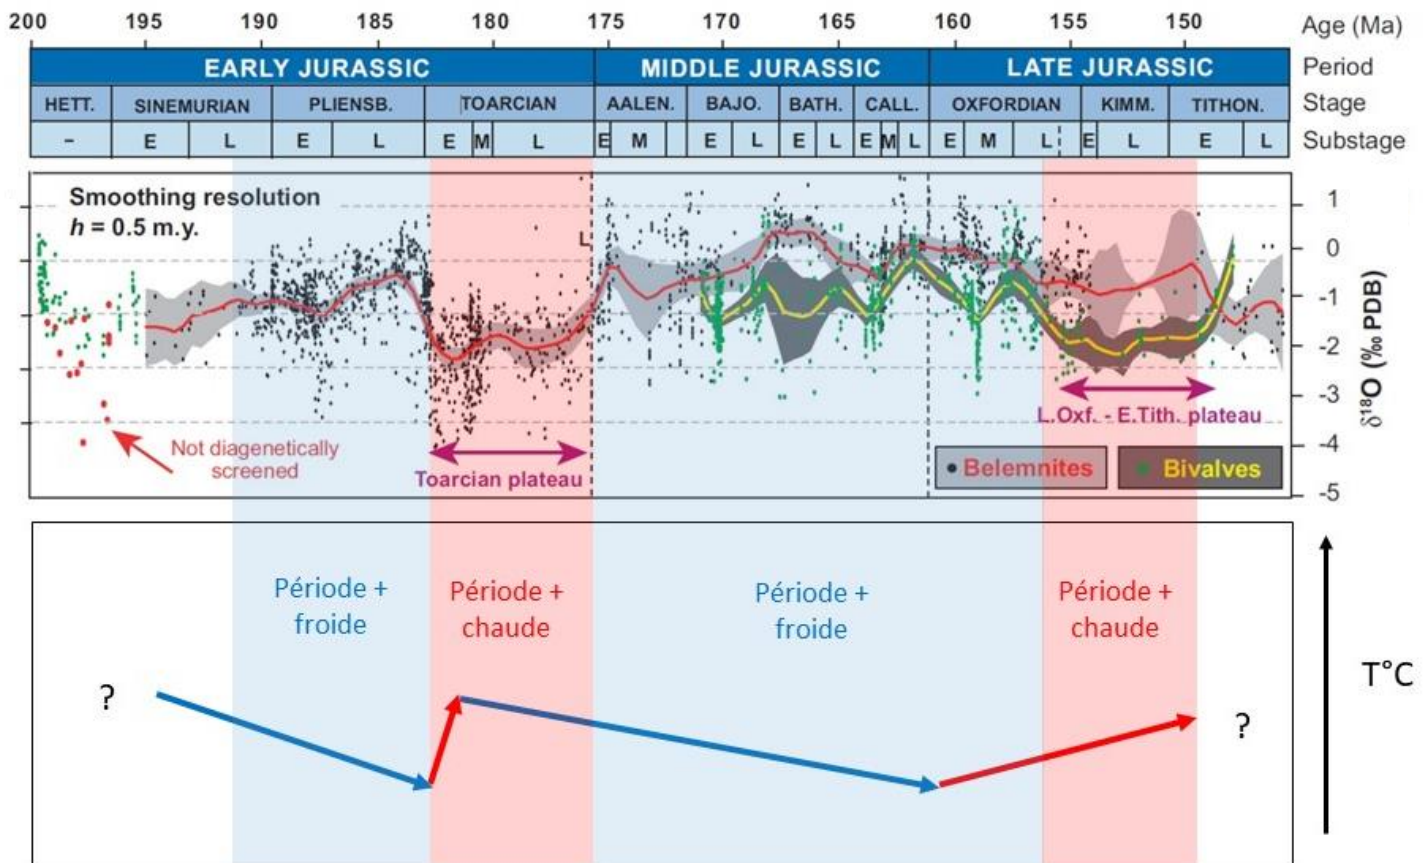 200 195 190 185 180 175 170 165 160 155 150 Age (Ma)
EARLY JURASSIC MIDDLE JURASSIC LATE JURASSIC Period
HETT. SINEMURIAN PLIENSB. TOARCIAN AALEN. BAJO. BATH. CALL. OXFORDIAN KIMM. TITHON. Stage
– E L E L E M L E M E L E L E M L E M L E L E L Substage
Smoothing resolution
h = 0.5 m.y.
L
1
0
-1
-2
-3
-4
-5
δ18O (‰ PDB)
Not diagenetically
screened
Toarcian plateau
L.Oxf. - E.Tith. plateau
Belemnites
Bivalves
Période +
froide
Période +
chaude
Période +
froide
Période +
chaude
?
?
T°C